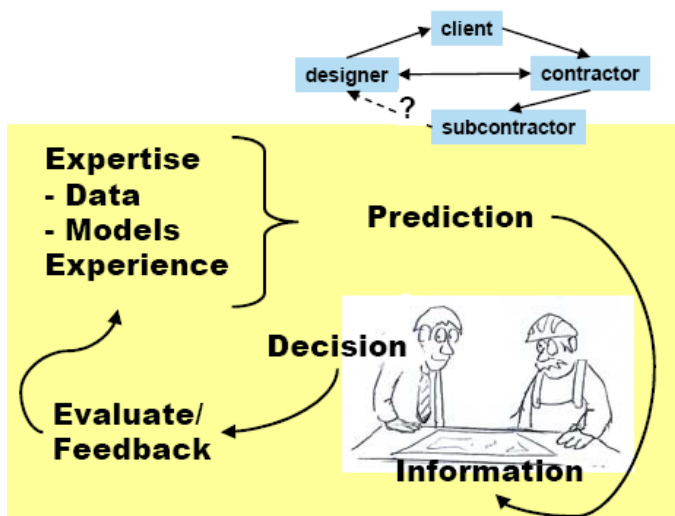 client
designer
contractor
?
subcontractor
Expertise
- Data
- Models
Experience
Prediction
Decision
Evaluate/
Feedback
Information